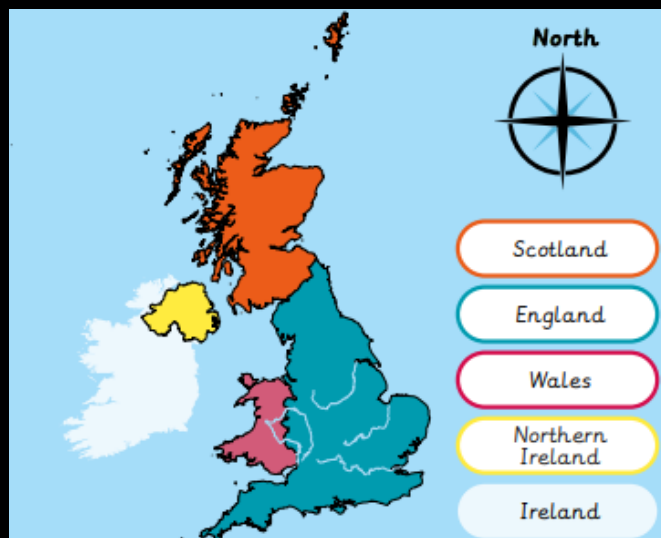 North
Scotland
England
Wales
Northern
Ireland
Ireland